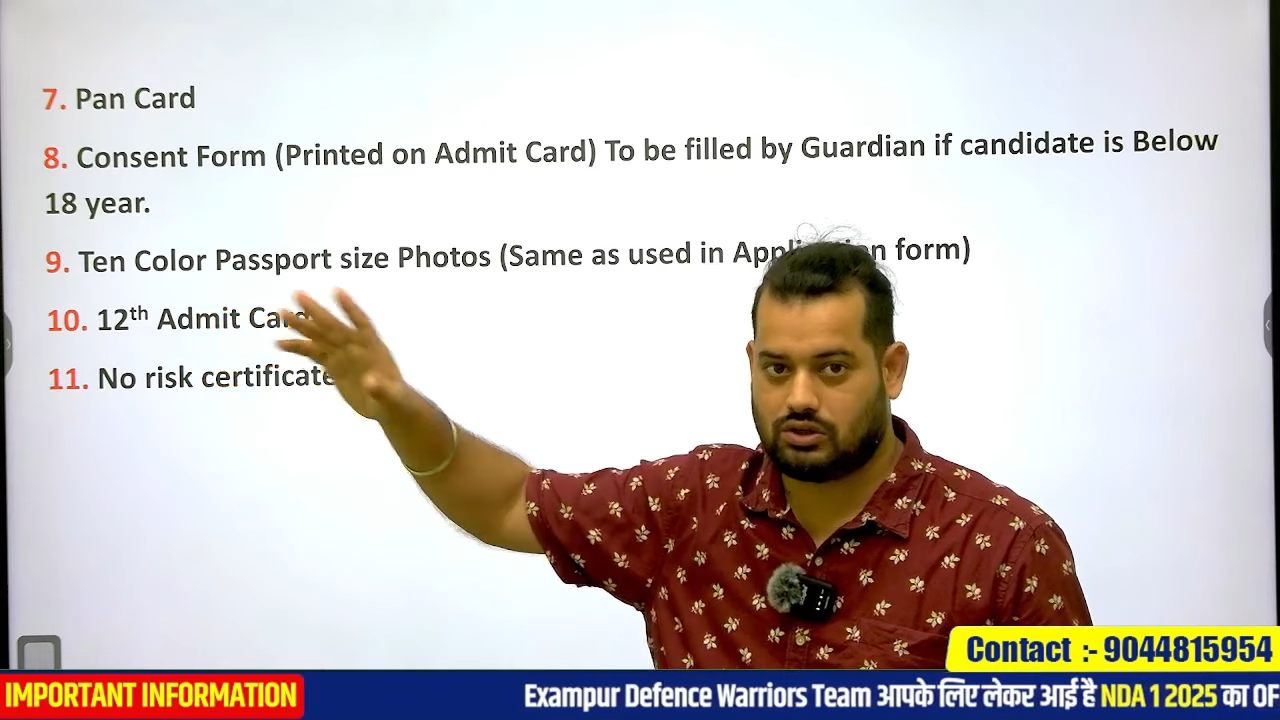 7. Pan Card
8. Consent Form (Printed on Admit Card) To be filled by Guardian if candidate is Below
18 year.
9. Ten Color Passport size Photos (Same as used in Application form)
10. 12th Admit Card
11. No risk certificate
Contact :- 9044815954
IMPORTANT INFORMATION
Exampur Defence Warriors Team आपके लिए लेकर आई है NDA 1 2025 का OF